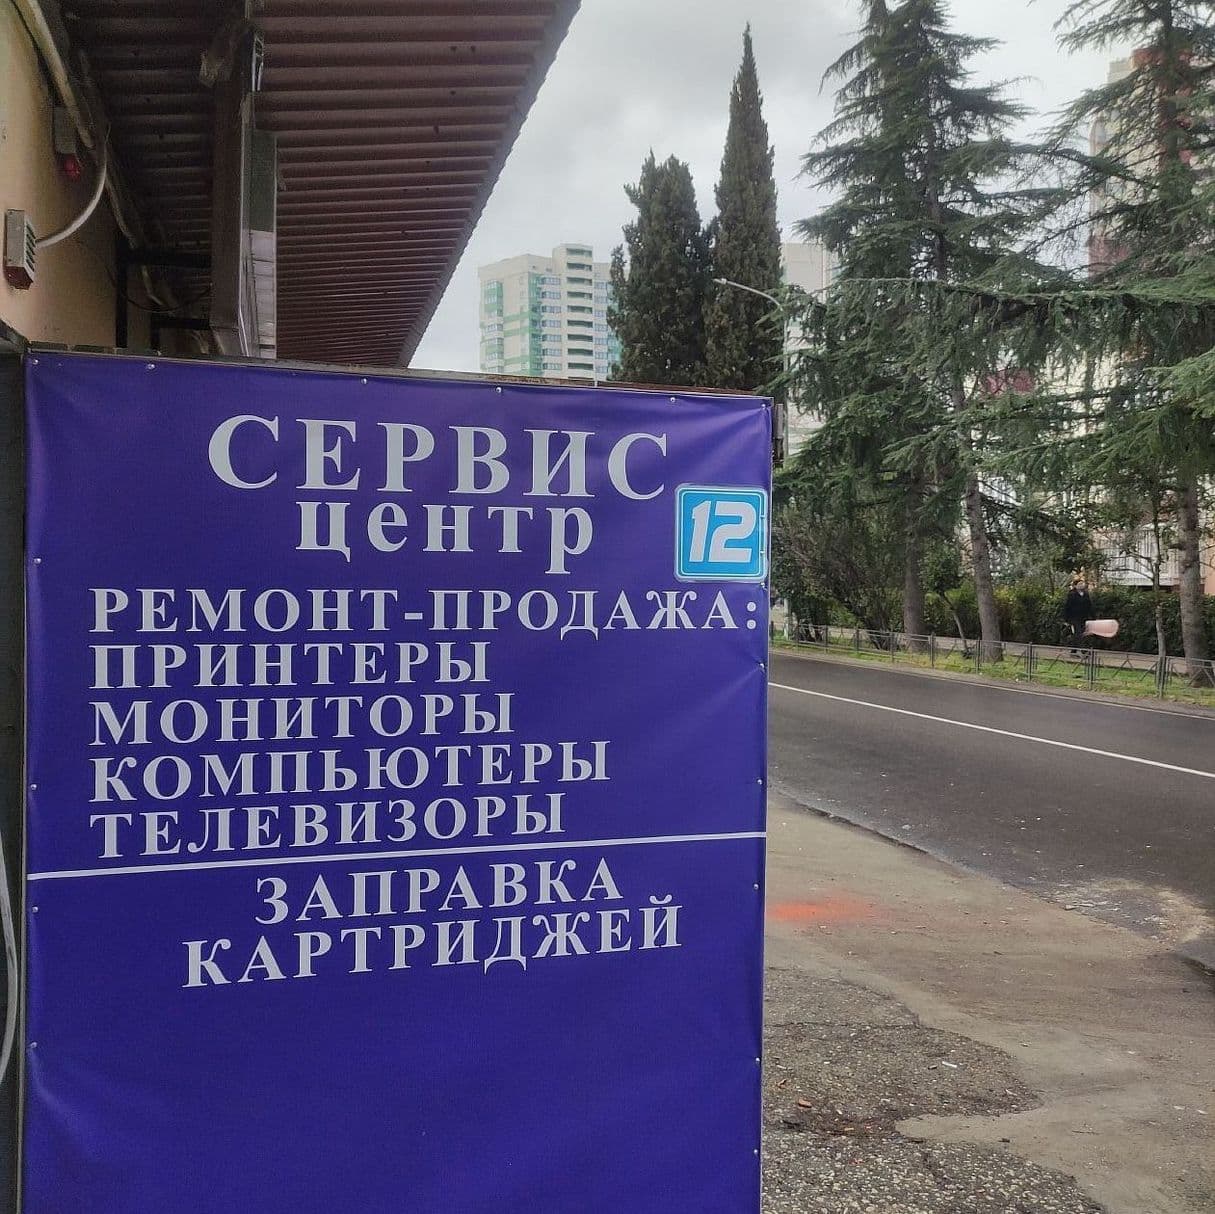 СЕРВИС
центр
12
РЕМОНТ-ПРОДАЖА:
ПРИНТЕРЫ
МОНИТОРЫ
КОМПЬЮТЕРЫ
ТЕЛЕВИЗОРЫ
ЗАПРАВКА
КАРТРИДЖЕЙ